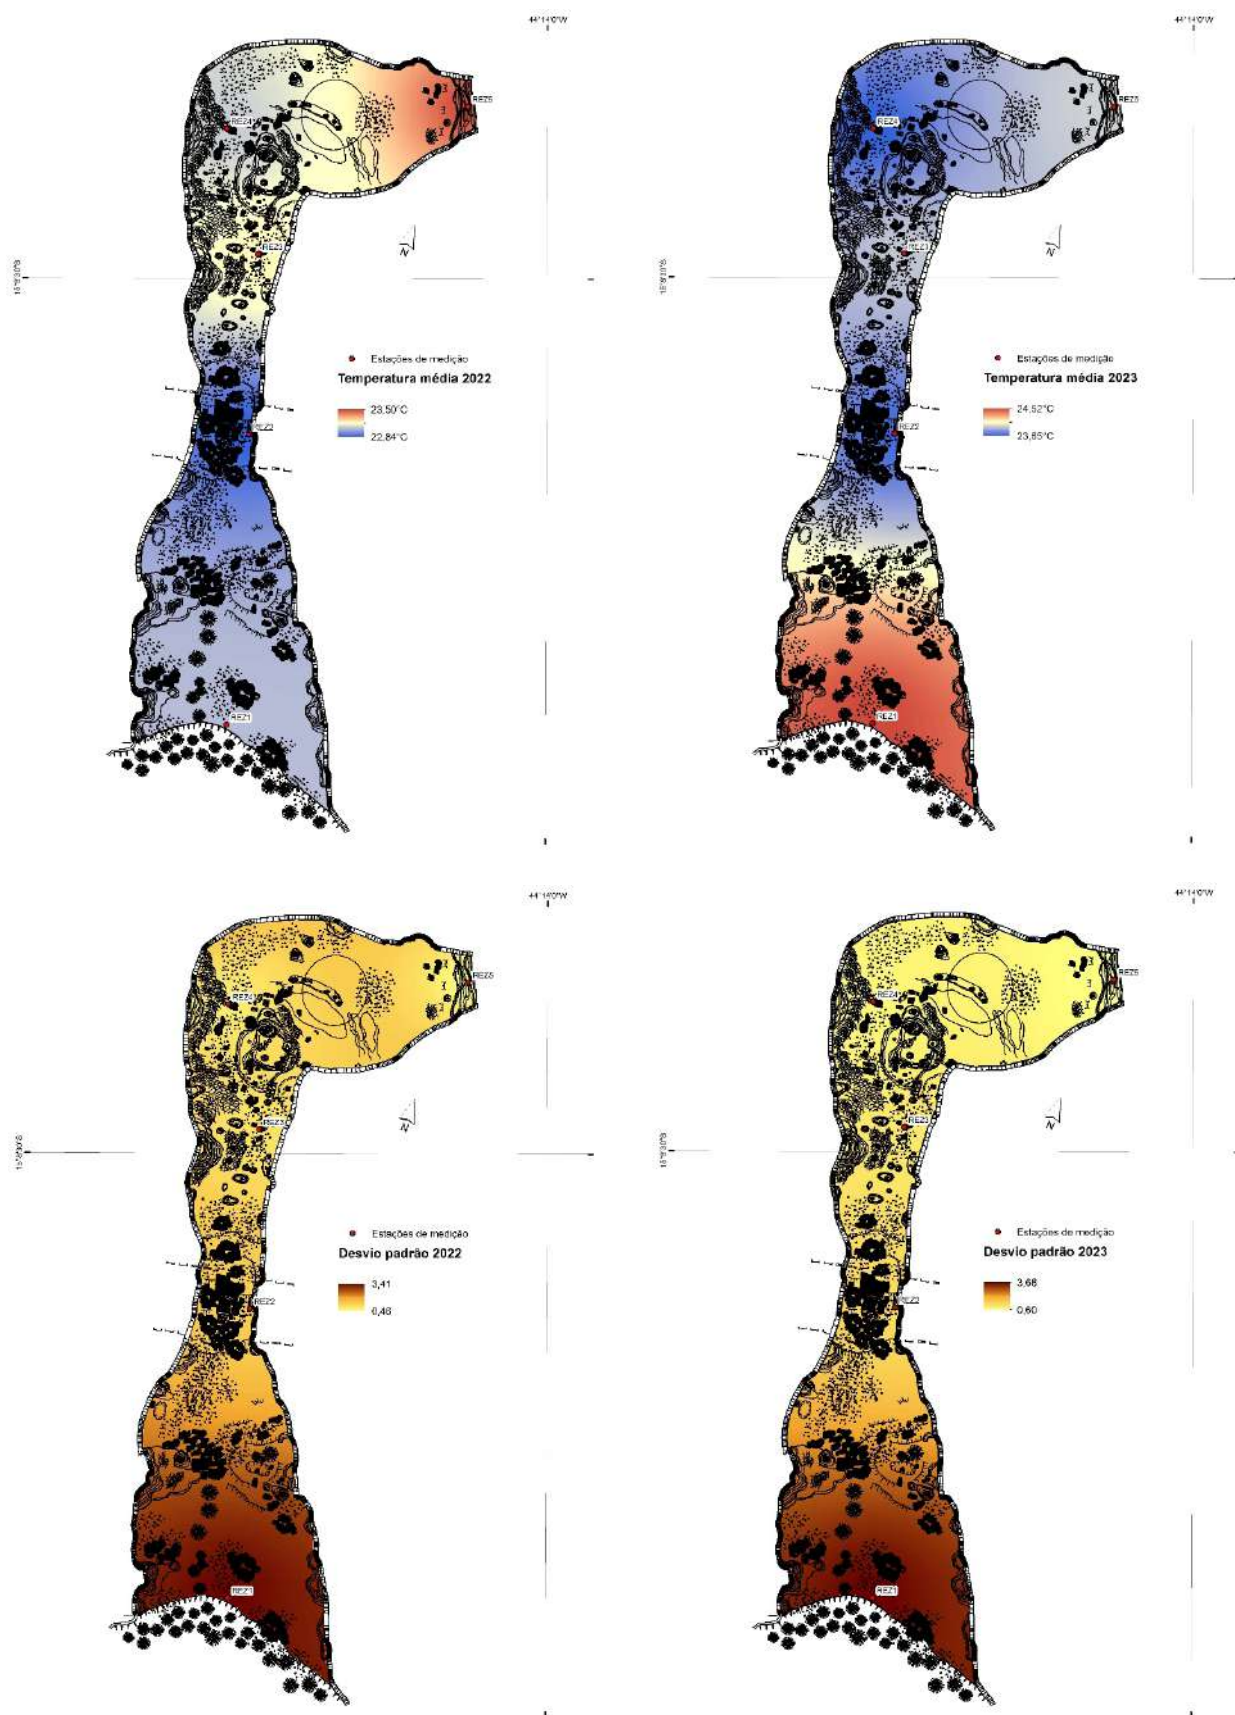 44°14'0"W
REZ5
REZ4
REZ3
N
Estações de medição
Temperatura média 2022
23,50°C
22,84°C
REZ2
REZ1
44°14'0"W
REZ5
REZ4
REZ3
N
Estações de medição
Temperatura média 2023
24,52°C
23,65°C
REZ2
REZ1
44°14'0"W
REZ5
REZ4
REZ3
N
Estações de medição
Desvio padrão 2022
3,41
0,46
REZ2
REZ1
44°14'0"W
REZ5
REZ4
REZ3
N
Estações de medição
Desvio padrão 2023
3,68
0,60
REZ2
REZ1